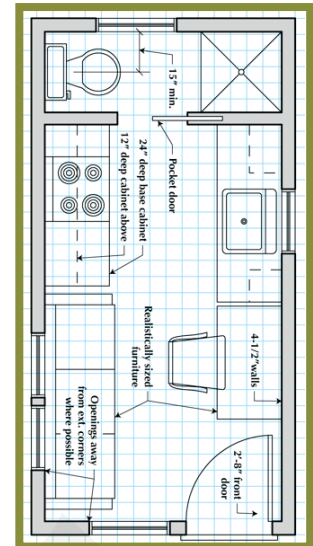 15" min.
Pocket door
24" deep base cabinet
12" deep cabinet above
Realistically sized
furniture
4-1/2" walls
2'-8" front
door
Openings away
from ext. corners
where possible